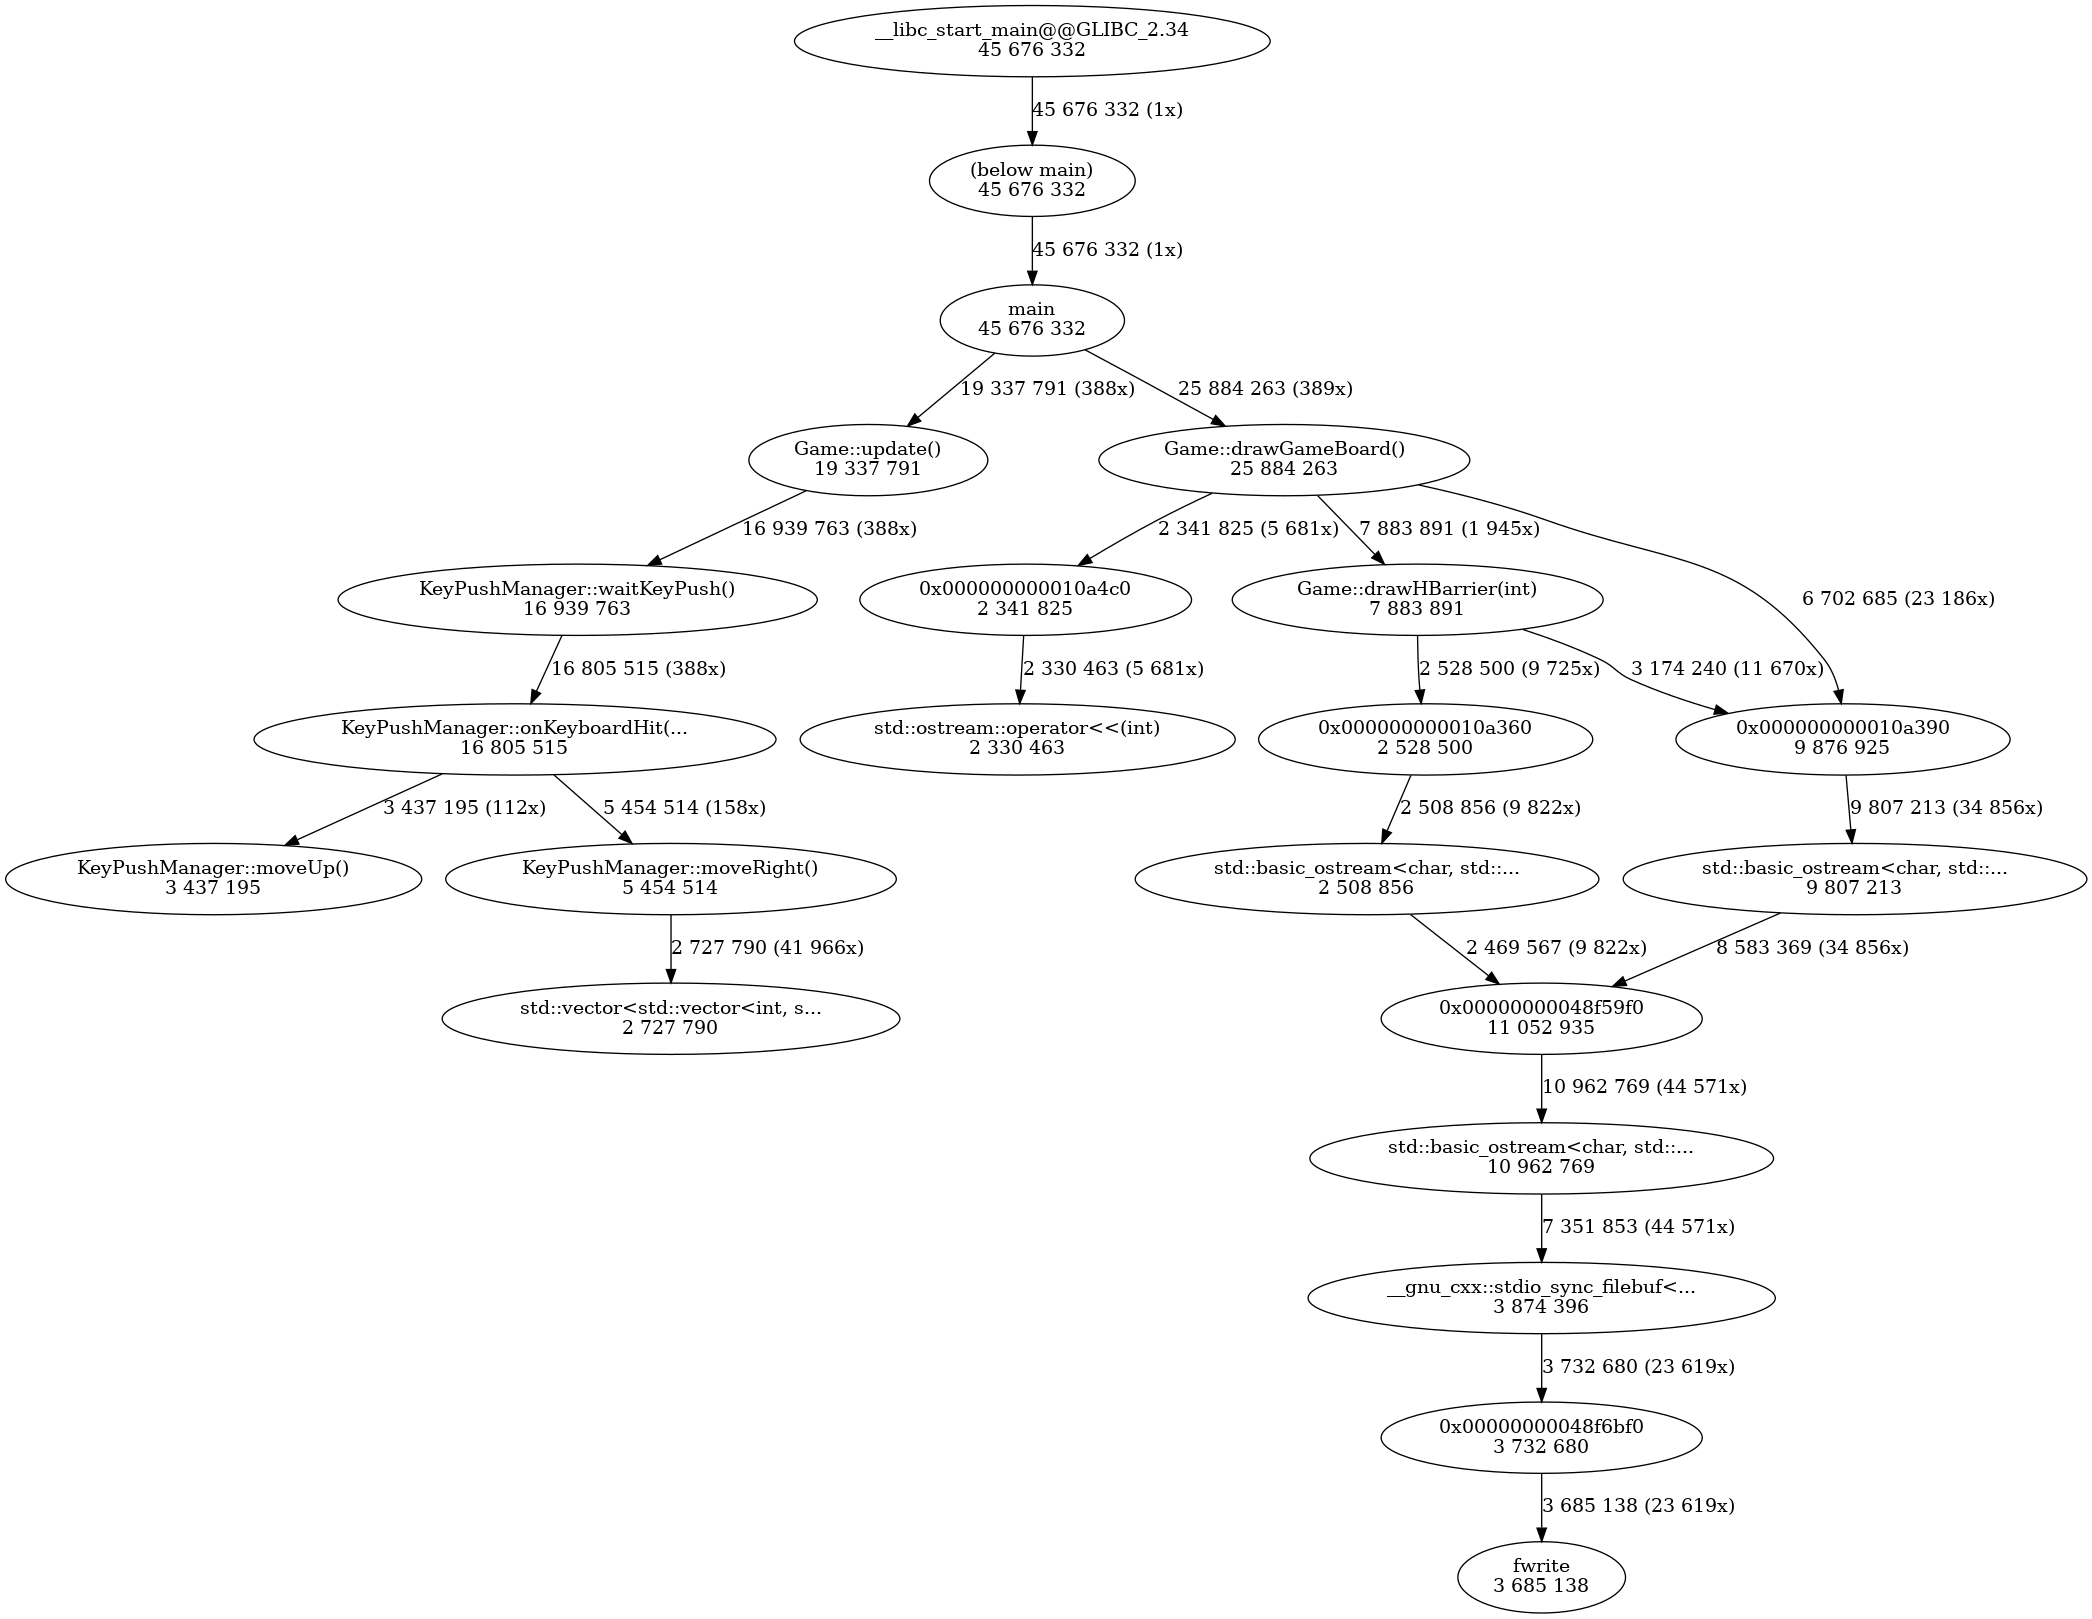 __libc_start_main@@GLIBC_2.34
45 676 332
45 676 332 (1x)
(below main)
45 676 332
45 676 332 (1x)
main
45 676 332
19 337 791 (388x)
25 884 263 (389x)
Game::update()
19 337 791
Game::drawGameBoard()
25 884 263
16 939 763 (388x)
2 341 825 (5 681x)
7 883 891 (1 945x)
6 702 685 (23 186x)
KeyPushManager::waitKeyPush()
16 939 763
0x000000000010a4c0
2 341 825
Game::drawHBarrier(int)
7 883 891
16 805 515 (388x)
2 330 463 (5 681x)
2 528 500 (9 725x)
3 174 240 (11 670x)
KeyPushManager::onKeyboardHit(...
16 805 515
std::ostream::operator<<(int)
2 330 463
0x000000000010a360
2 528 500
0x000000000010a390
9 876 925
3 437 195 (112x)
5 454 514 (158x)
2 508 856 (9 822x)
9 807 213 (34 856x)
KeyPushManager::moveUp()
3 437 195
KeyPushManager::moveRight()
5 454 514
std::basic_ostream<char, std::...
2 508 856
std::basic_ostream<char, std::...
9 807 213
2 727 790 (41 966x)
2 469 567 (9 822x)
8 583 369 (34 856x)
std::vector<std::vector<int, s...
2 727 790
0x00000000048f59f0
11 052 935
10 962 769 (44 571x)
std::basic_ostream<char, std::...
10 962 769
7 351 853 (44 571x)
__gnu_cxx::stdio_sync_filebuf<...
3 874 396
3 732 680 (23 619x)
0x00000000048f6bf0
3 732 680
3 685 138 (23 619x)
fwrite
3 685 138